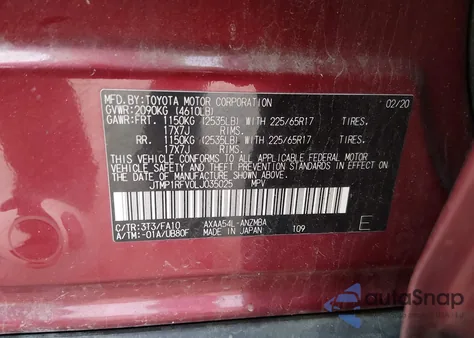 MFD.BY: TOYOTA MOTOR CORPORATION 02/20
GVWR: 2090KG (4610LB)
GAWR: FRT. 1150KG (2535LB) WITH 225/65R17 TIRES.
17X7J RIMS.
RR. 1150KG (2535LB) WITH 225/65R17 TIRES.
17X7J RIMS.
THIS VEHICLE CONFORMS TO ALL APPLICABLE FEDERAL MOTOR
VEHICLE SAFETY AND THEFT PREVENTION STANDARDS IN EFFECT
ON THE DATE OF MANUFACTURE SHOWN ABOVE.
JTMP1RFV0LJ035025 MPV
C/TR: 3T3/FA10 AXAA54L-ANZMBA
A/TM: -01A/UB80F MADE IN JAPAN 109 E
autoSnap